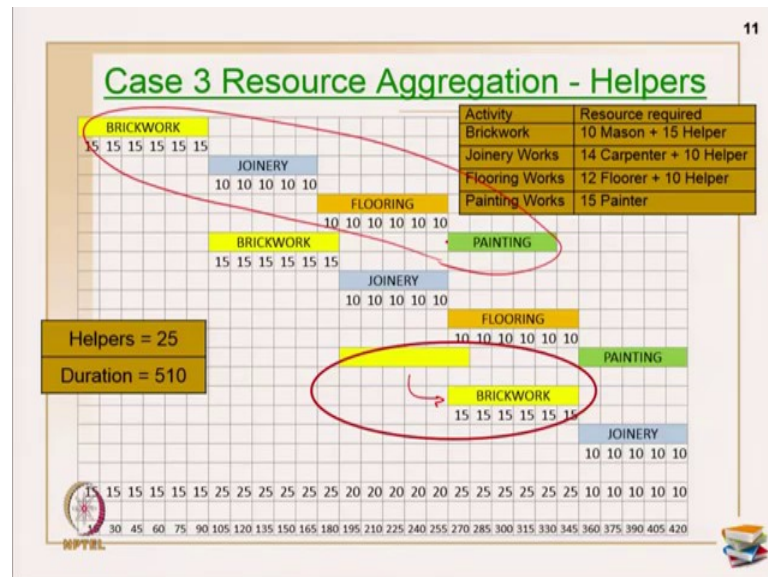 11
Case 3 Resource Aggregation - Helpers
Activity Resource required
Brickwork 10 Mason + 15 Helper
Joinery Works 14 Carpenter + 10 Helper
Flooring Works 12 Floorer + 10 Helper
Painting Works 15 Painter
BRICKWORK
15 15 15 15 15 15
JOINERY
10 10 10 10 10
FLOORING
10 10 10 10 10 10
BRICKWORK PAINTING
15 15 15 15 15 15
JOINERY
10 10 10 10 10
FLOORING
10 10 10 10 10 10
Helpers = 25
Duration = 510
PAINTING
BRICKWORK
15 15 15 15 15 15
JOINERY
10 10 10 10 10
15 15 15 15 15 15 25 25 25 25 25 25 20 20 20 20 20 25 25 25 25 25 25 10 10 10 10 10
30 45 60 75 90 105 120 135 150 165 180 195 210 225 240 255 270 285 300 315 330 345 360 375 390 405 420
NPTEL